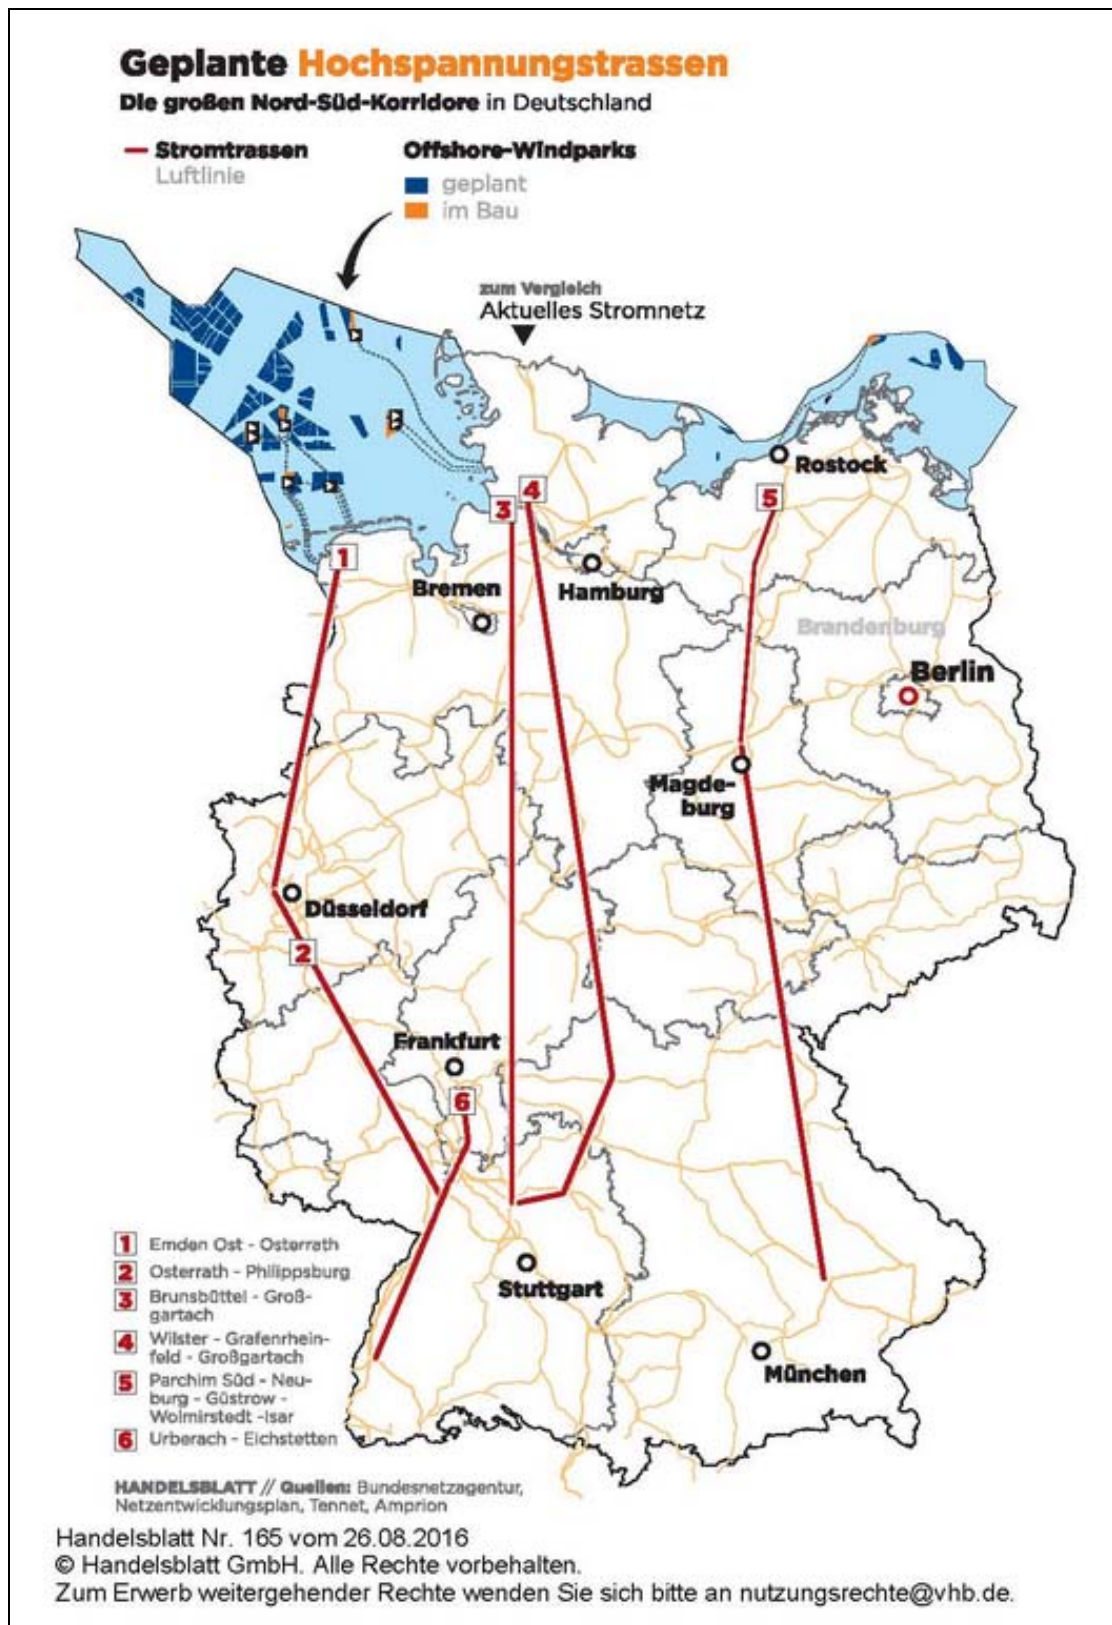 Geplante Hochspannungstrassen
Die großen Nord-Süd-Korridore in Deutschland
Stromtrassen
Luftlinie
Offshore-Windparks
geplant
im Bau
zum Vergleich
Aktuelles Stromnetz
Rostock
5
4
3
1
Bremen
Hamburg
Brandenburg
Berlin
Magde-
burg
Düsseldorf
2
Frankfurt
6
Stuttgart
München
1 Emden Ost - Osterrath
2 Osterrath - Philippsburg
3 Brunsbüttel - Groß-
gartach
4 Wilster - Grafenrhein-
feld - Großgartach
5 Parchim Süd - Neu-
burg - Güstrow -
Wolmirstedt -Isar
6 Urberach - Eichstetten
HANDELSBLATT // Quellen: Bundesnetzagentur,
Netzentwicklungsplan, Tennet, Amprion
Handelsblatt Nr. 165 vom 26.08.2016
© Handelsblatt GmbH. Alle Rechte vorbehalten.
Zum Erwerb weitergehender Rechte wenden Sie sich bitte an nutzungsrechte@vhb.de.